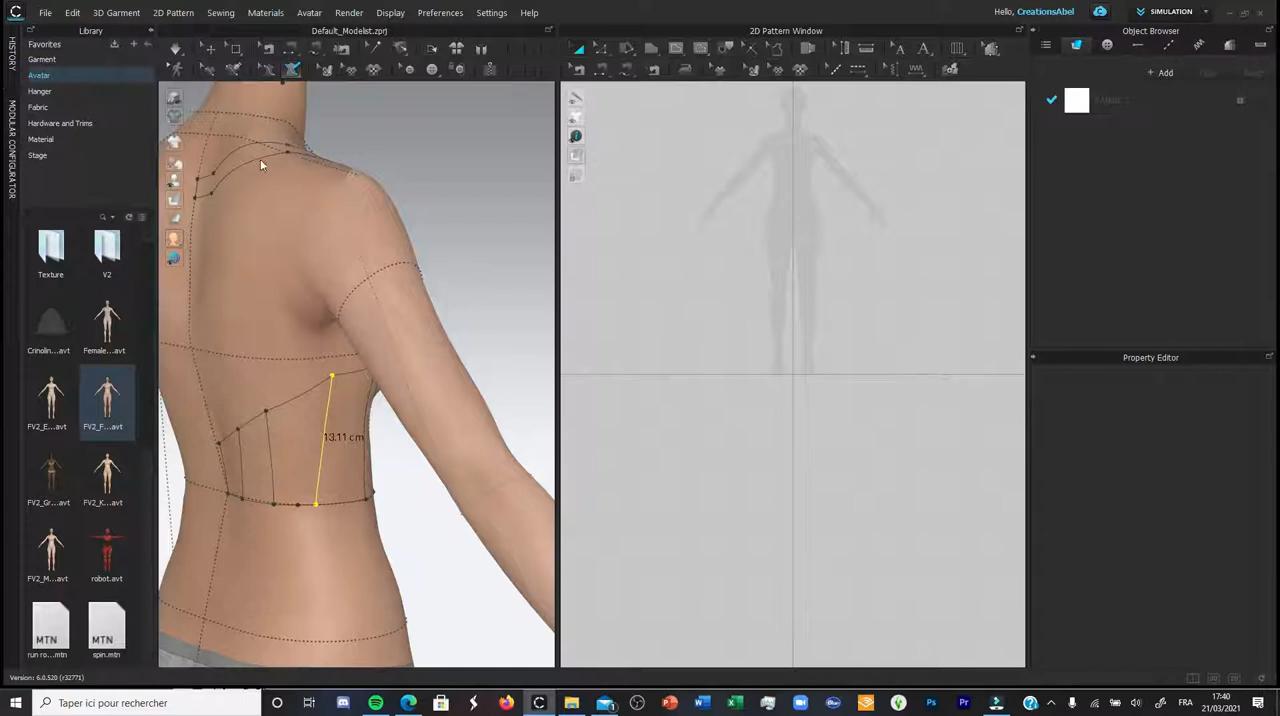 File Edit 3D Garment 2D Pattern Sewing Materials Avatar Render Display Preferences Settings Help
Hello, CreationsAbel
SIMULATION
HISTORY
MODULAR CONFIGURATOR
Library
Default_Modelist.zprj
2D Pattern Window
Object Browser
Favorites
Garment
Avatar
Hanger
Fabric
Hardware and Trims
Material
Stage
+ Add
Texture
V2
Crinolin...avt
Female...avt
FV2_E...avt
FV2_F...avt
FV2_Gr...avt
FV2_K...avt
FV2_M...avt
robot.avt
MTN
MTN
run ro...mtn
spin.mtn
13.11 cm
Property Editor
Version: 6.0.520 (r32771)
Taper ici pour rechercher
FRA
17:40
21/03/2021